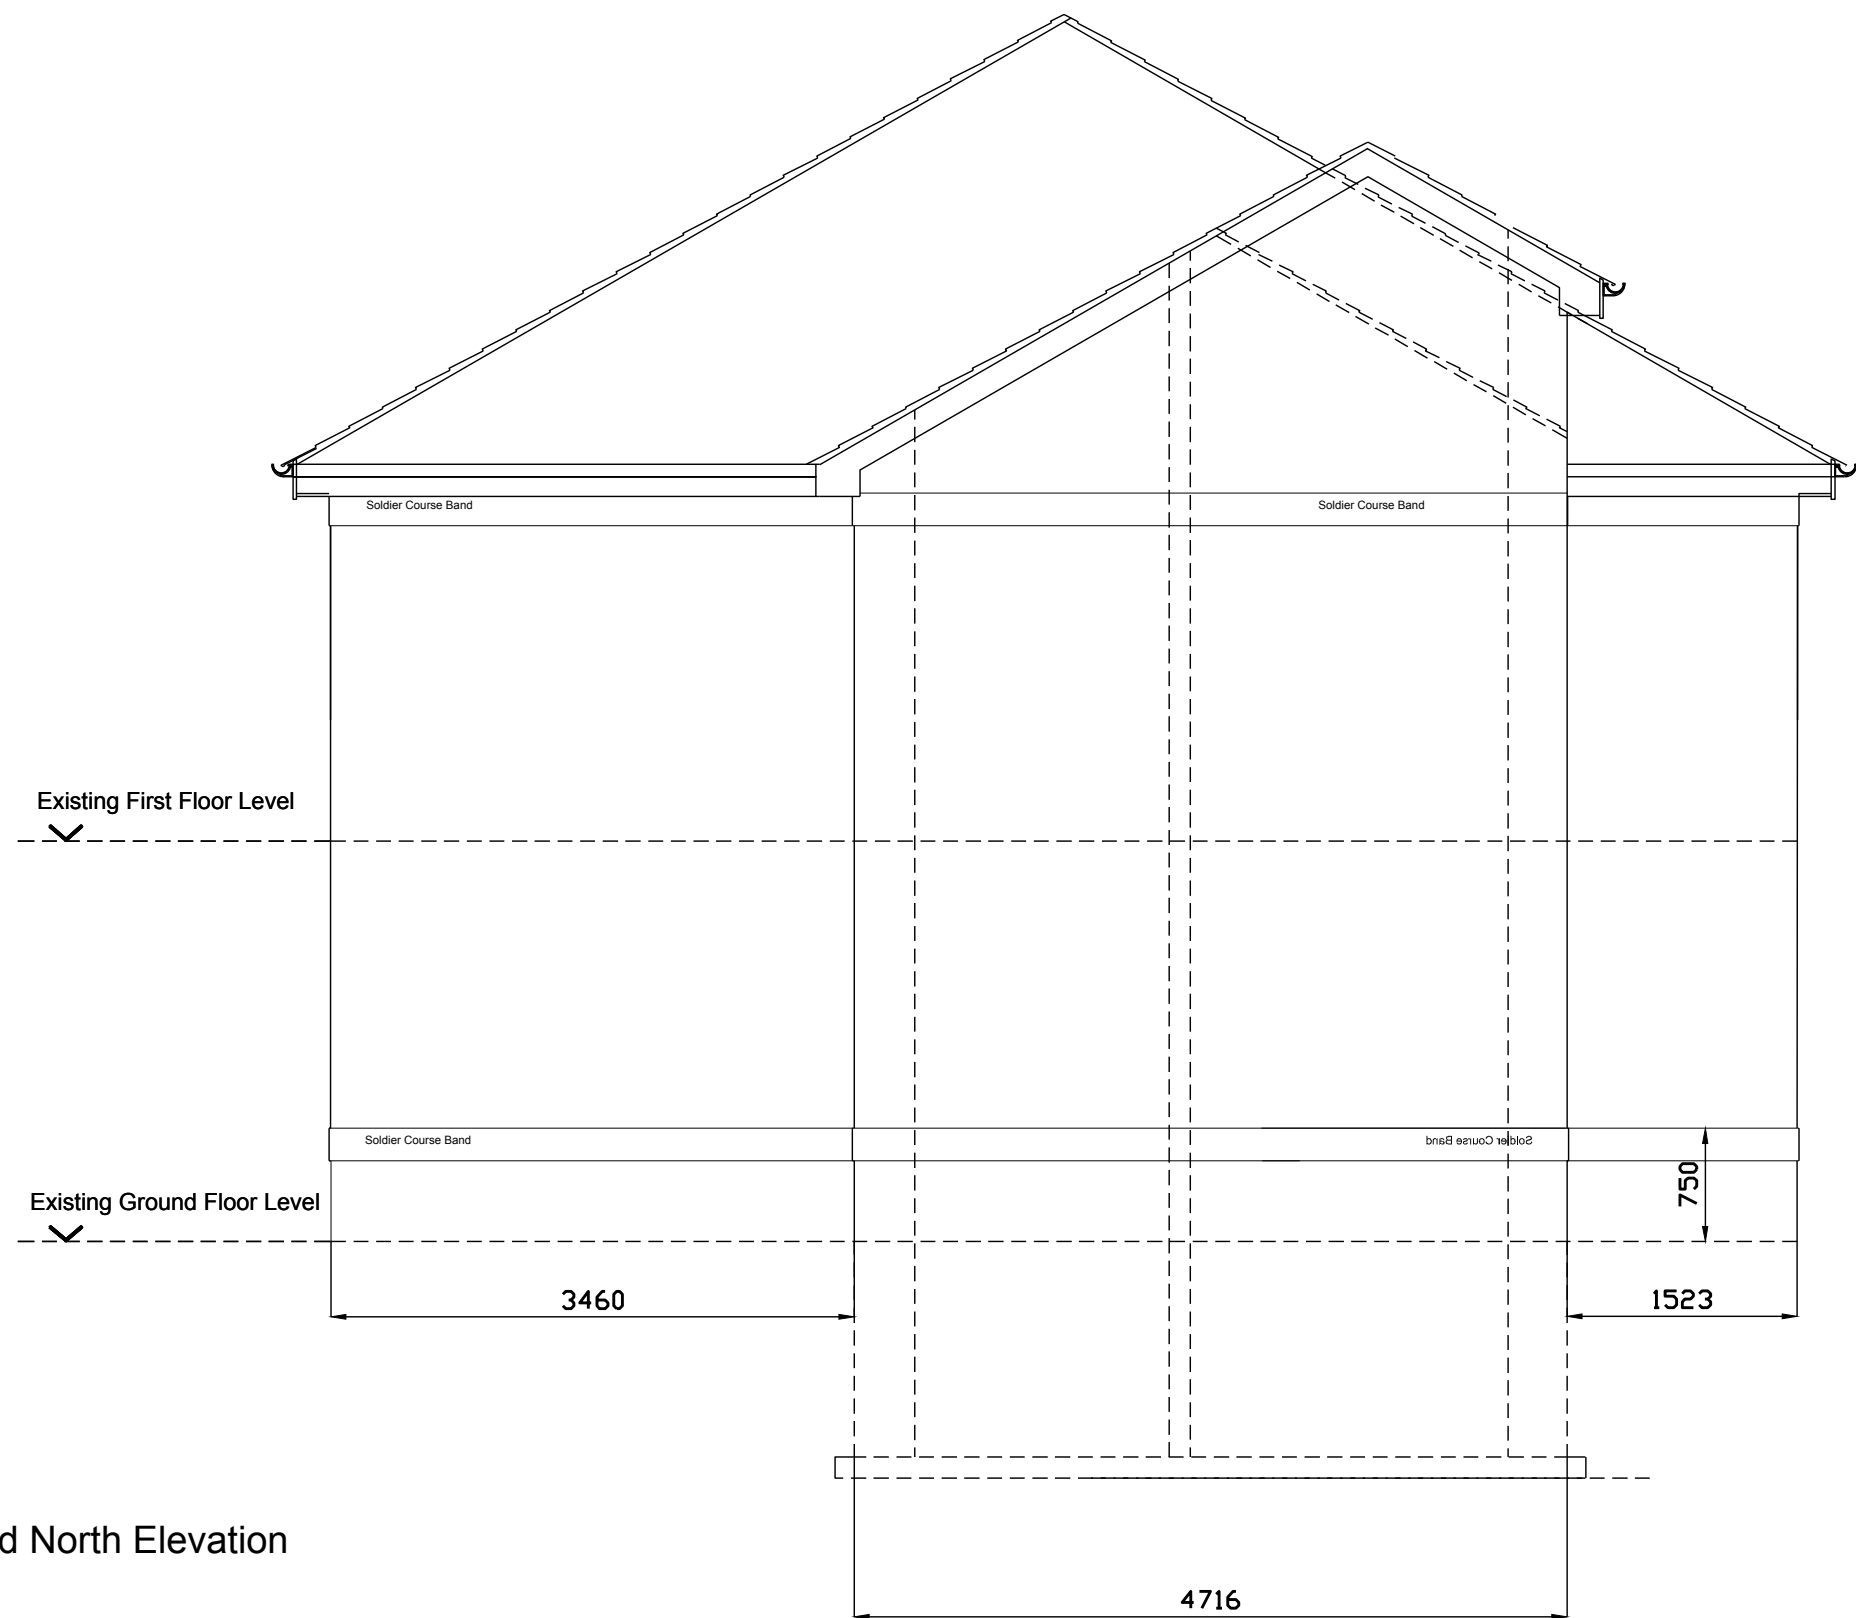 Soldier Course Band
Soldier Course Band
Existing First Floor Level
Soldier Course Band
Soldier Course Band
750
Existing Ground Floor Level
3460
1523
d North Elevation
4716